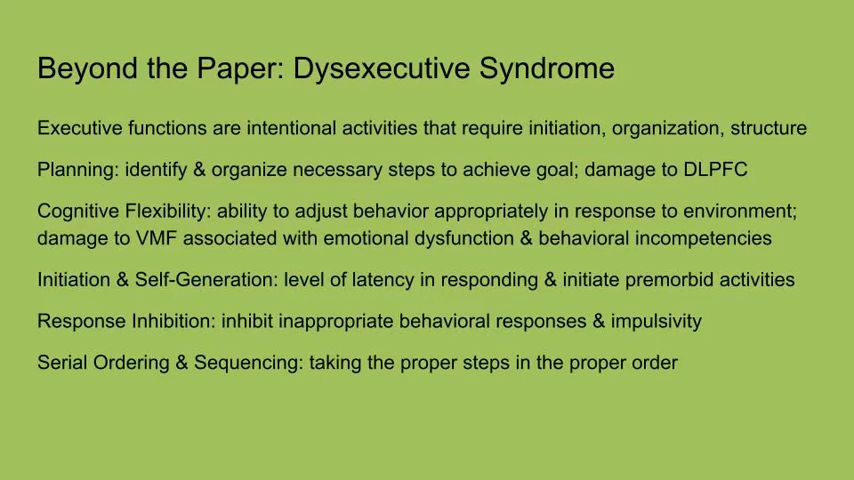 Beyond the Paper: Dysexecutive Syndrome
Executive functions are intentional activities that require initiation, organization, structure
Planning: identify & organize necessary steps to achieve goal; damage to DLPFC
Cognitive Flexibility: ability to adjust behavior appropriately in response to environment;
damage to VMF associated with emotional dysfunction & behavioral incompetencies
Initiation & Self-Generation: level of latency in responding & initiate premorbid activities
Response Inhibition: inhibit inappropriate behavioral responses & impulsivity
Serial Ordering & Sequencing: taking the proper steps in the proper order